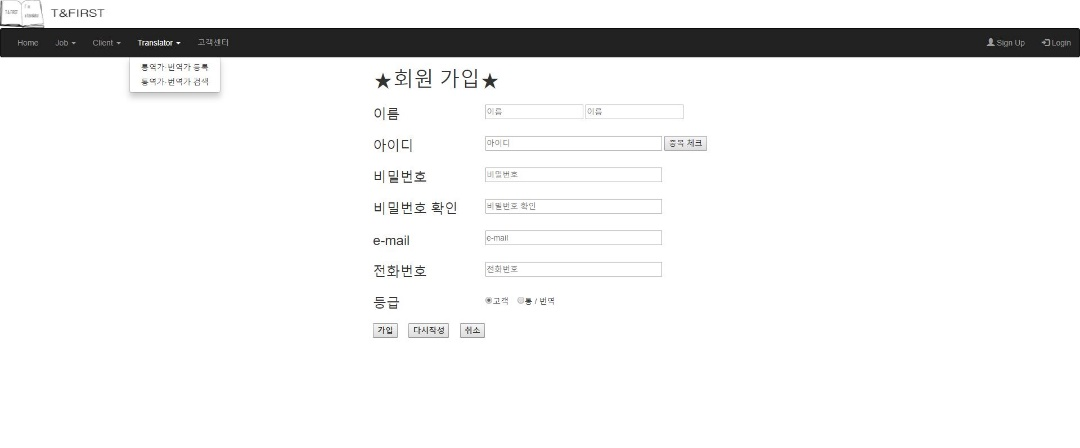 T&FIRST
Home Job Client Translator 고객센터 Sign Up Login
통역가·번역가 등록
통역가·번역가 검색
★회원 가입★
이름 이름 이름
아이디 아이디 중복 체크
비밀번호 비밀번호
비밀번호 확인 비밀번호 확인
e-mail e-mail
전화번호 전화번호
등급 고객 통 / 번역
가입 다시작성 취소